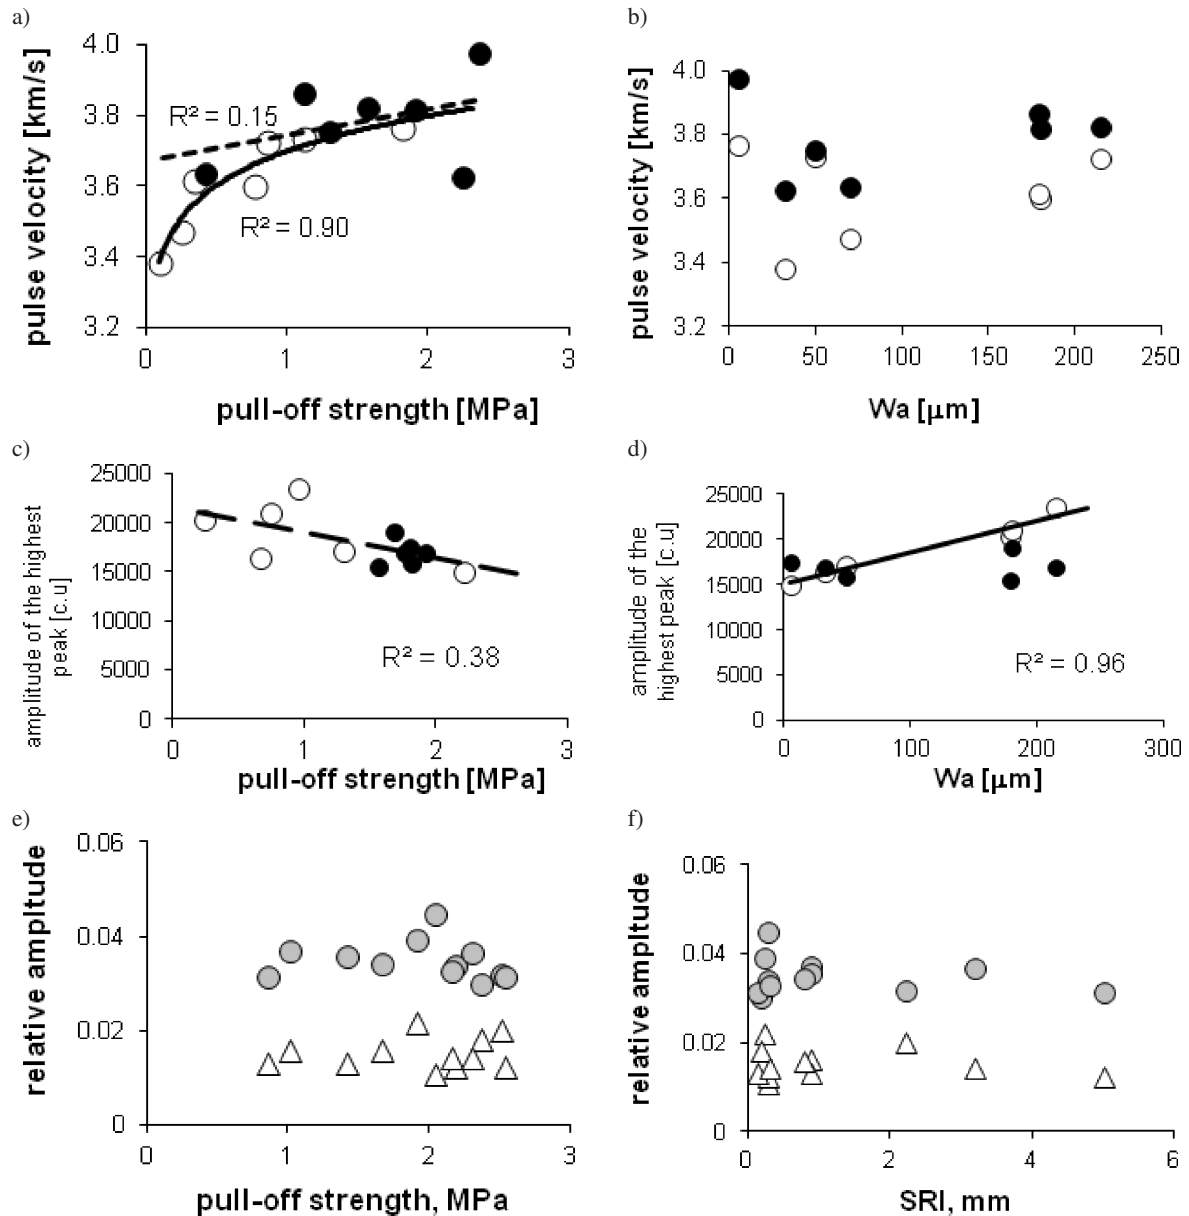 a)
pulse velocity [km/s]
4.0
3.8
3.6
3.4
3.2
R² = 0.15
R² = 0.90
0 1 2 3
pull-off strength [MPa]
b)
pulse velocity [km/s]
4.0
3.8
3.6
3.4
3.2
0 50 100 150 200 250
Wa [μm]
c)
amplitude of the highest
peak [c.u]
25000
20000
15000
10000
5000
0
R² = 0.38
0 1 2 3
pull-off strength [MPa]
d)
amplitude of the
highest peak [c.u]
25000
20000
15000
10000
5000
0
R² = 0.96
0 100 200 300
Wa [μm]
e)
relative ampltude
0.06
0.04
0.02
0
0 1 2 3
pull-off strength, MPa
f)
relative ampltude
0.06
0.04
0.02
0
0 2 4 6
SRI, mm